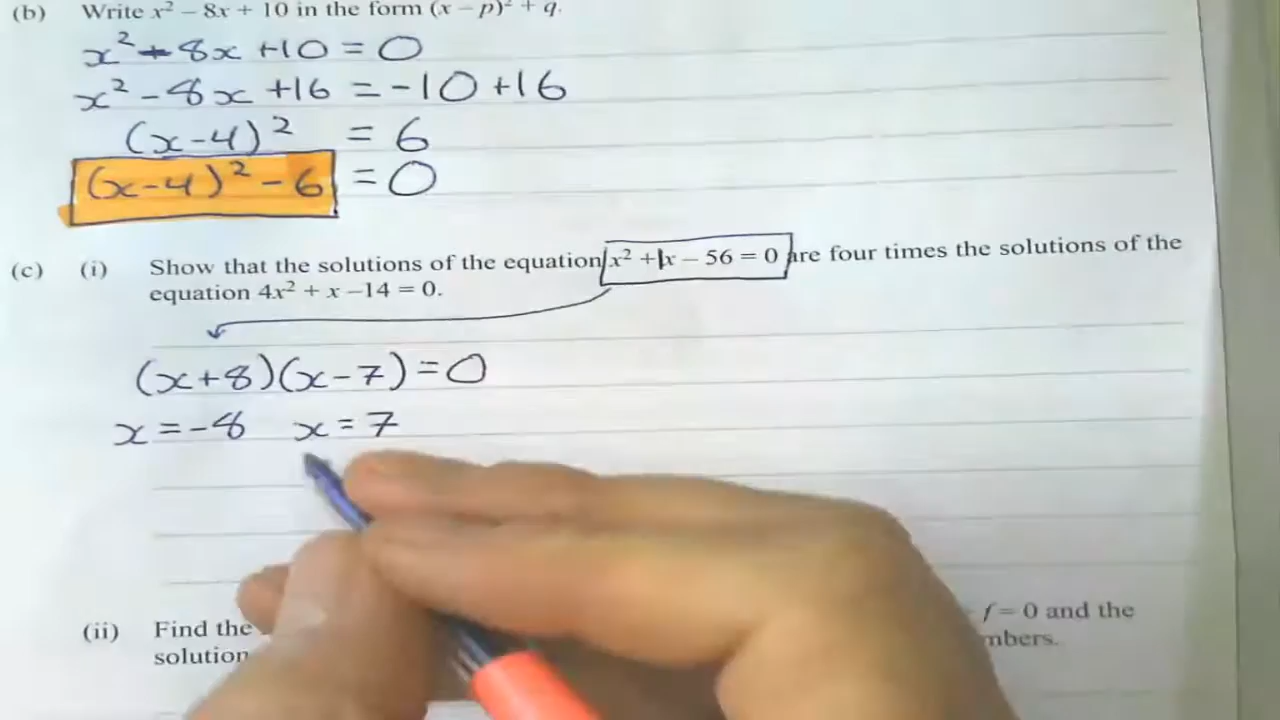 (b) Write x² − 8x + 10 in the form (x − p)² + q.
x² − 8x + 10 = 0
x² − 8x + 16 = −10 + 16
(x − 4)² = 6
(x − 4)² − 6 = 0
(c) (i) Show that the solutions of the equation x² + 1x − 56 = 0 are four times the solutions of the
equation 4x² + x − 14 = 0.
(x + 8)(x − 7) = 0
x = −8 x = 7
(ii) Find the f = 0 and the
solution